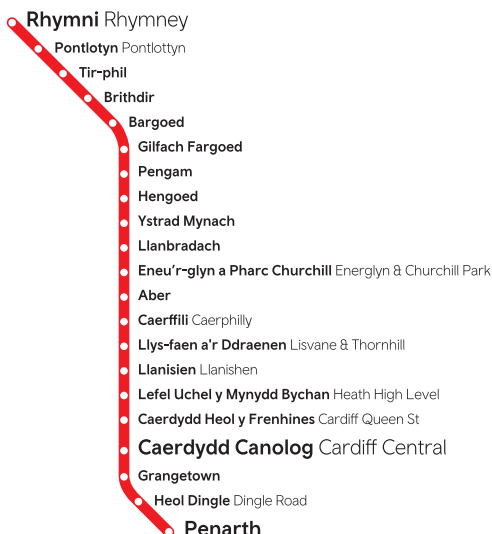 Rhymni Rhymney
Pontlotyn Pontlottyn
Tir-phil
Brithdir
Bargoed
Gilfach Fargoed
Pengam
Hengoed
Ystrad Mynach
Llanbradach
Eneu'r-glyn a Pharc Churchill Energlyn & Churchill Park
Aber
Caerffili Caerphilly
Llys-faen a'r Ddraenen Lisvane & Thornhill
Llanisien Llanishen
Lefel Uchel y Mynydd Bychan Heath High Level
Caerdydd Heol y Frenhines Cardiff Queen St
Caerdydd Canolog Cardiff Central
Grangetown
Heol Dingle Dingle Road
Penarth